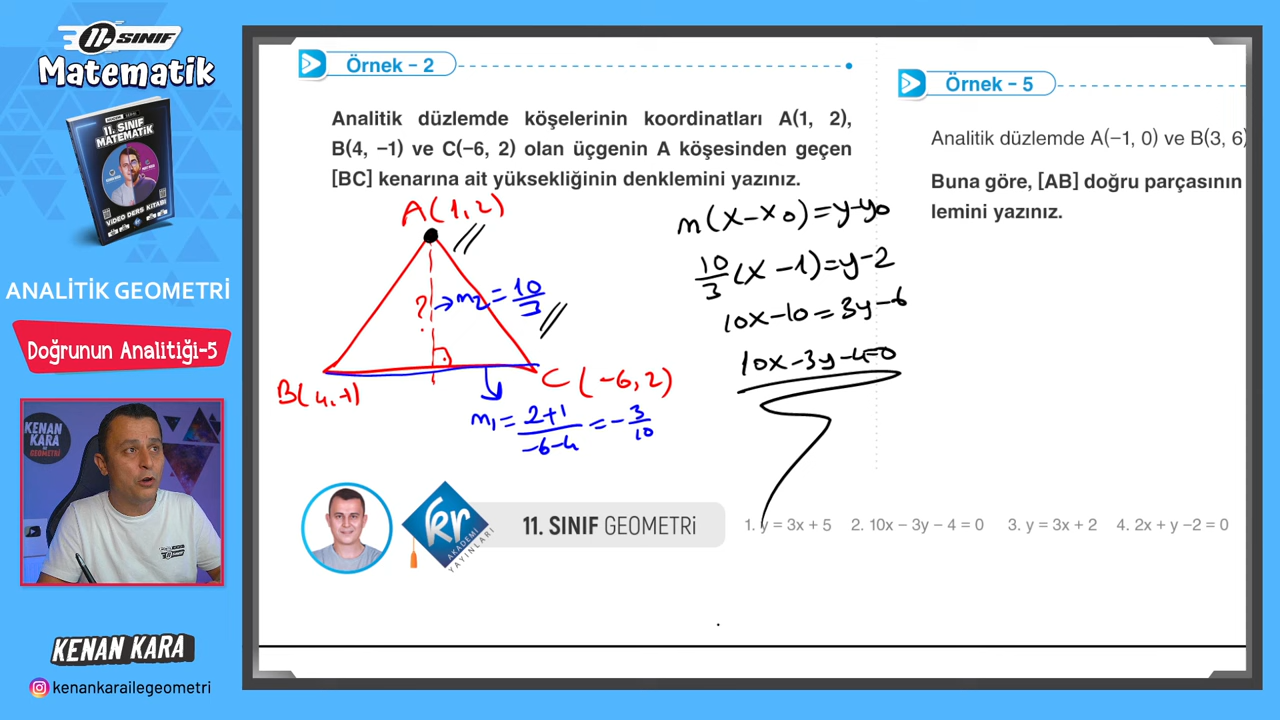 11. SINIF
Matematik
11. SINIF
MATEMATİK
VİDEO DERS KİTABI
ANALİTİK GEOMETRİ
Doğrunun Analitiği-5
KENAN
KARA
GEOMETRİ
11. SINIF
KENAN KARA
kenankarailegeometri
Örnek - 2
Analitik düzlemde köşelerinin koordinatları A(1, 2),
B(4, −1) ve C(−6, 2) olan üçgenin A köşesinden geçen
[BC] kenarına ait yüksekliğinin denklemini yazınız.
A(1,2)
?
m2 = 10/3
B(4,-1)
C(-6,2)
m1 = 2+1/-6-4 = -3/10
m(x-x0)=y-y0
10/3(x-1)=y-2
10x-10=3y-6
10x-3y-4=0
kr
AKADEMİ
YAYINLARI
11. SINIF GEOMETRİ
1. y = 3x + 5 2. 10x − 3y − 4 = 0 3. y = 3x + 2 4. 2x + y −2 = 0
Örnek - 5
Analitik düzlemde A(−1, 0) ve B(3, 6)
Buna göre, [AB] doğru parçasının
lemini yazınız.